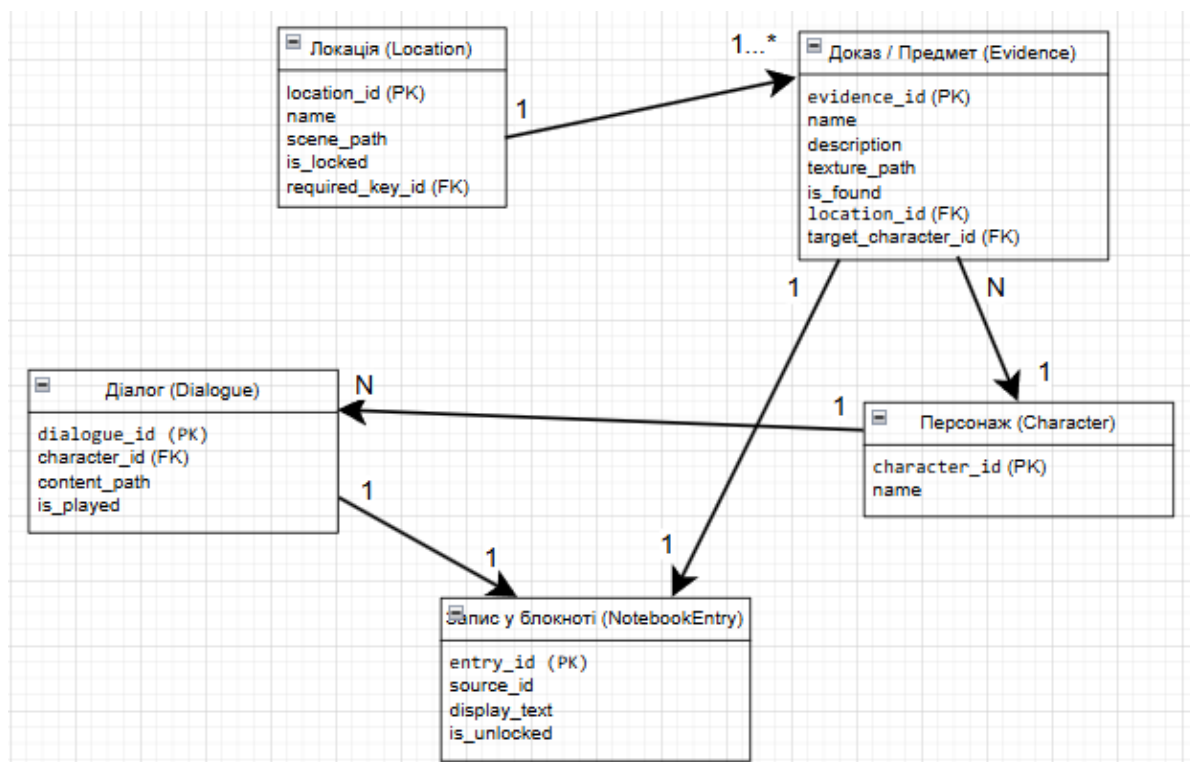 Локація (Location)
location_id (PK)
name
scene_path
is_locked
required_key_id (FK)
1
1...*
Доказ / Предмет (Evidence)
evidence_id (PK)
name
description
texture_path
is_found
location_id (FK)
target_character_id (FK)
1
N
1
1
Діалог (Dialogue)
dialogue_id (PK)
character_id (FK)
content_path
is_played
N
1
Персонаж (Character)
character_id (PK)
name
1
1
Запис у блокноті (NotebookEntry)
entry_id (PK)
source_id
display_text
is_unlocked